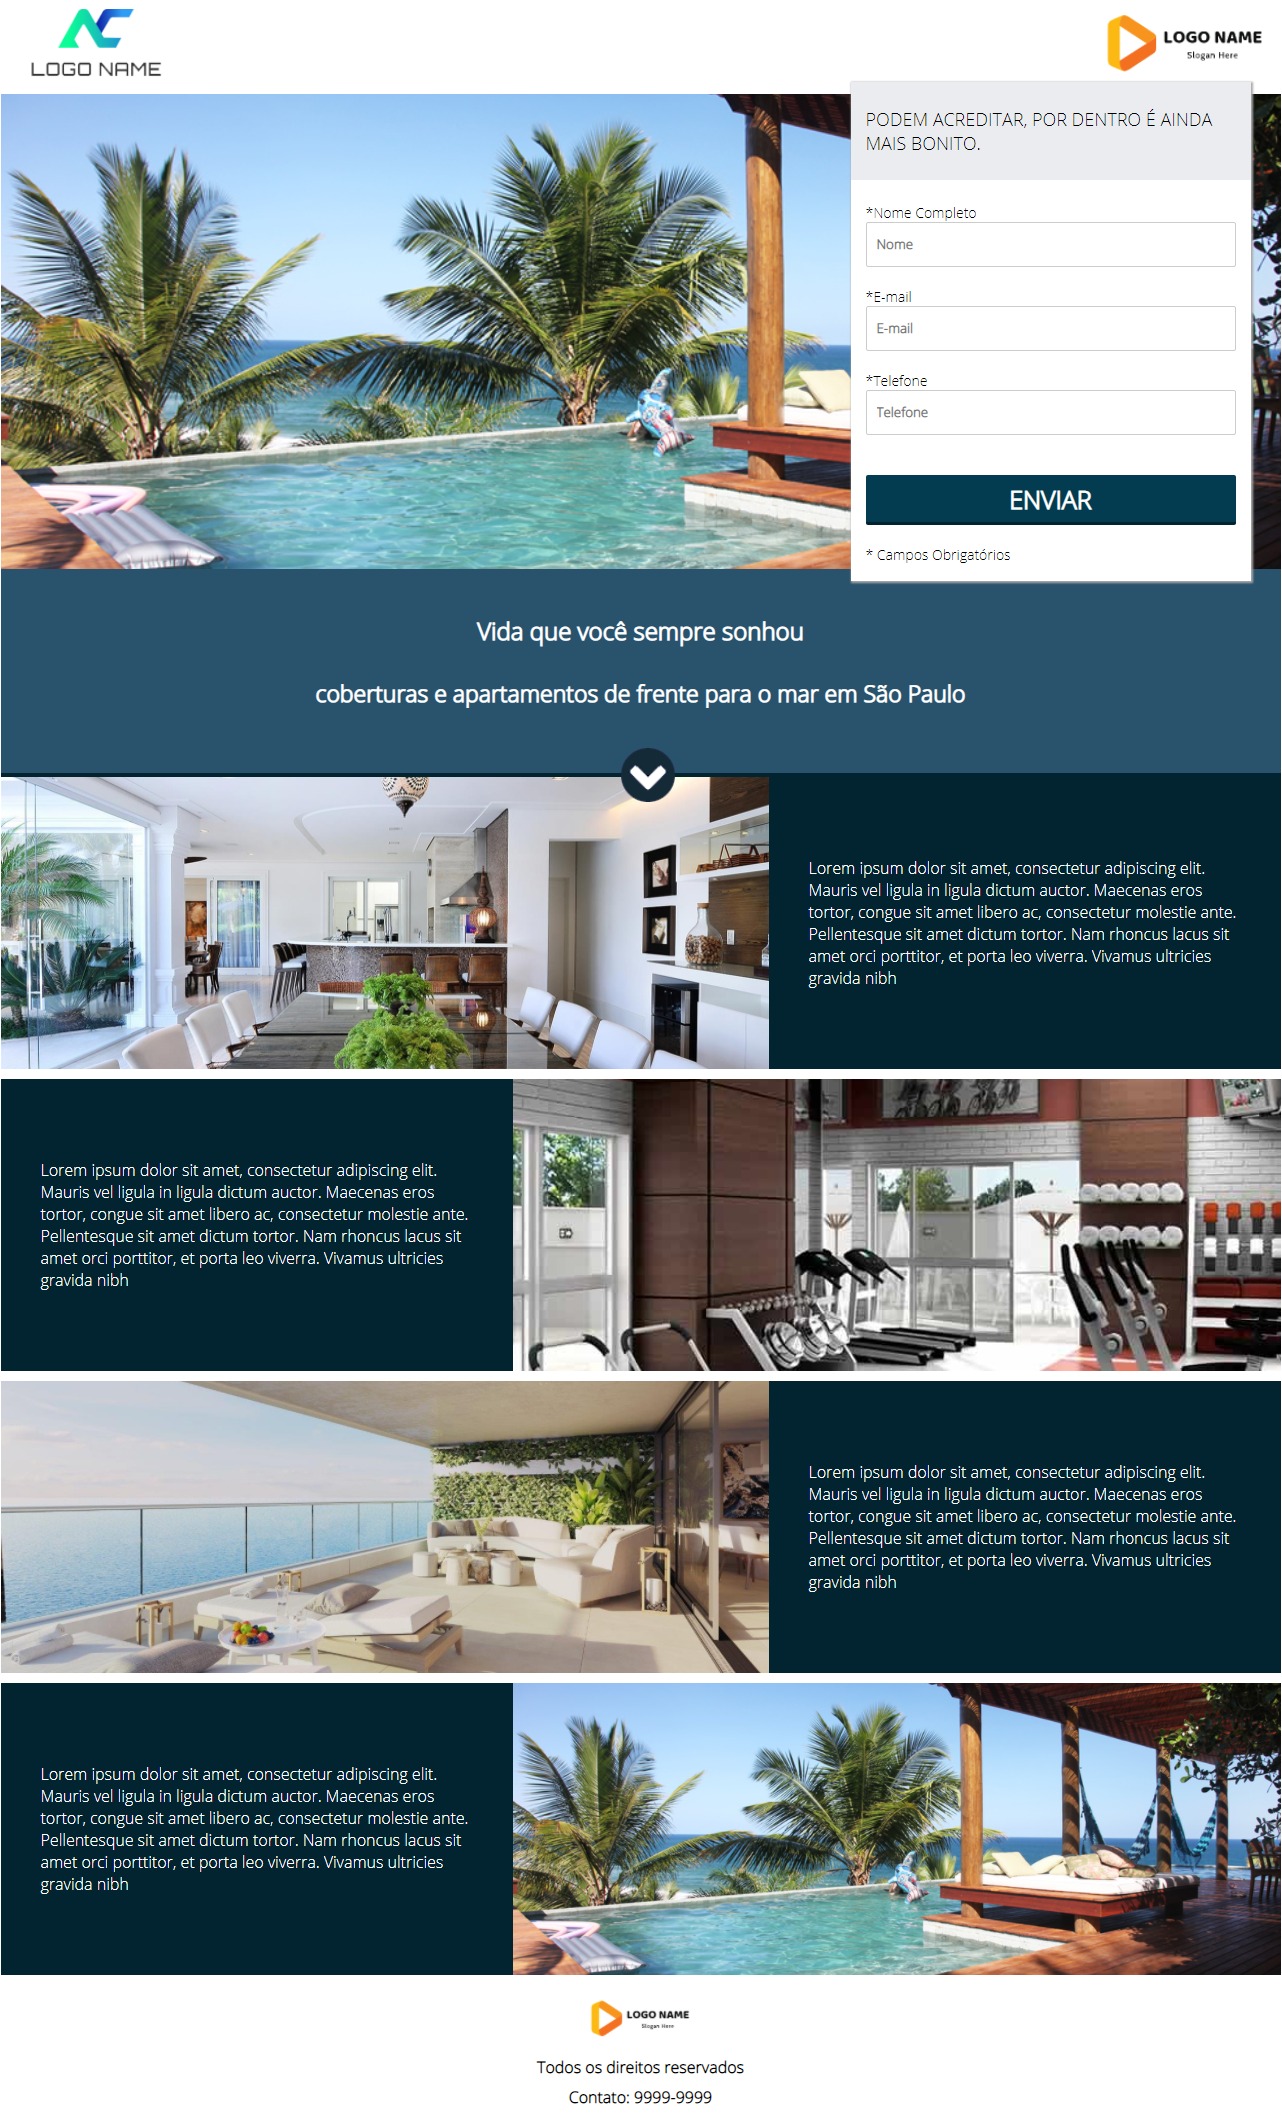 LOGO NAME
LOGO NAME
Slogan Here
PODEM ACREDITAR, POR DENTRO É AINDA
MAIS BONITO.
*Nome Completo
Nome
*E-mail
E-mail
*Telefone
Telefone
ENVIAR
* Campos Obrigatórios
Vida que você sempre sonhou
coberturas e apartamentos de frente para o mar em São Paulo
Lorem ipsum dolor sit amet, consectetur adipiscing elit.
Mauris vel ligula in ligula dictum auctor. Maecenas eros
tortor, congue sit amet libero ac, consectetur molestie ante.
Pellentesque sit amet dictum tortor. Nam rhoncus lacus sit
amet orci porttitor, et porta leo viverra. Vivamus ultricies
gravida nibh
Lorem ipsum dolor sit amet, consectetur adipiscing elit.
Mauris vel ligula in ligula dictum auctor. Maecenas eros
tortor, congue sit amet libero ac, consectetur molestie ante.
Pellentesque sit amet dictum tortor. Nam rhoncus lacus sit
amet orci porttitor, et porta leo viverra. Vivamus ultricies
gravida nibh
Lorem ipsum dolor sit amet, consectetur adipiscing elit.
Mauris vel ligula in ligula dictum auctor. Maecenas eros
tortor, congue sit amet libero ac, consectetur molestie ante.
Pellentesque sit amet dictum tortor. Nam rhoncus lacus sit
amet orci porttitor, et porta leo viverra. Vivamus ultricies
gravida nibh
Lorem ipsum dolor sit amet, consectetur adipiscing elit.
Mauris vel ligula in ligula dictum auctor. Maecenas eros
tortor, congue sit amet libero ac, consectetur molestie ante.
Pellentesque sit amet dictum tortor. Nam rhoncus lacus sit
amet orci porttitor, et porta leo viverra. Vivamus ultricies
gravida nibh
LOGO NAME
Slogan Here
Todos os direitos reservados
Contato: 9999-9999